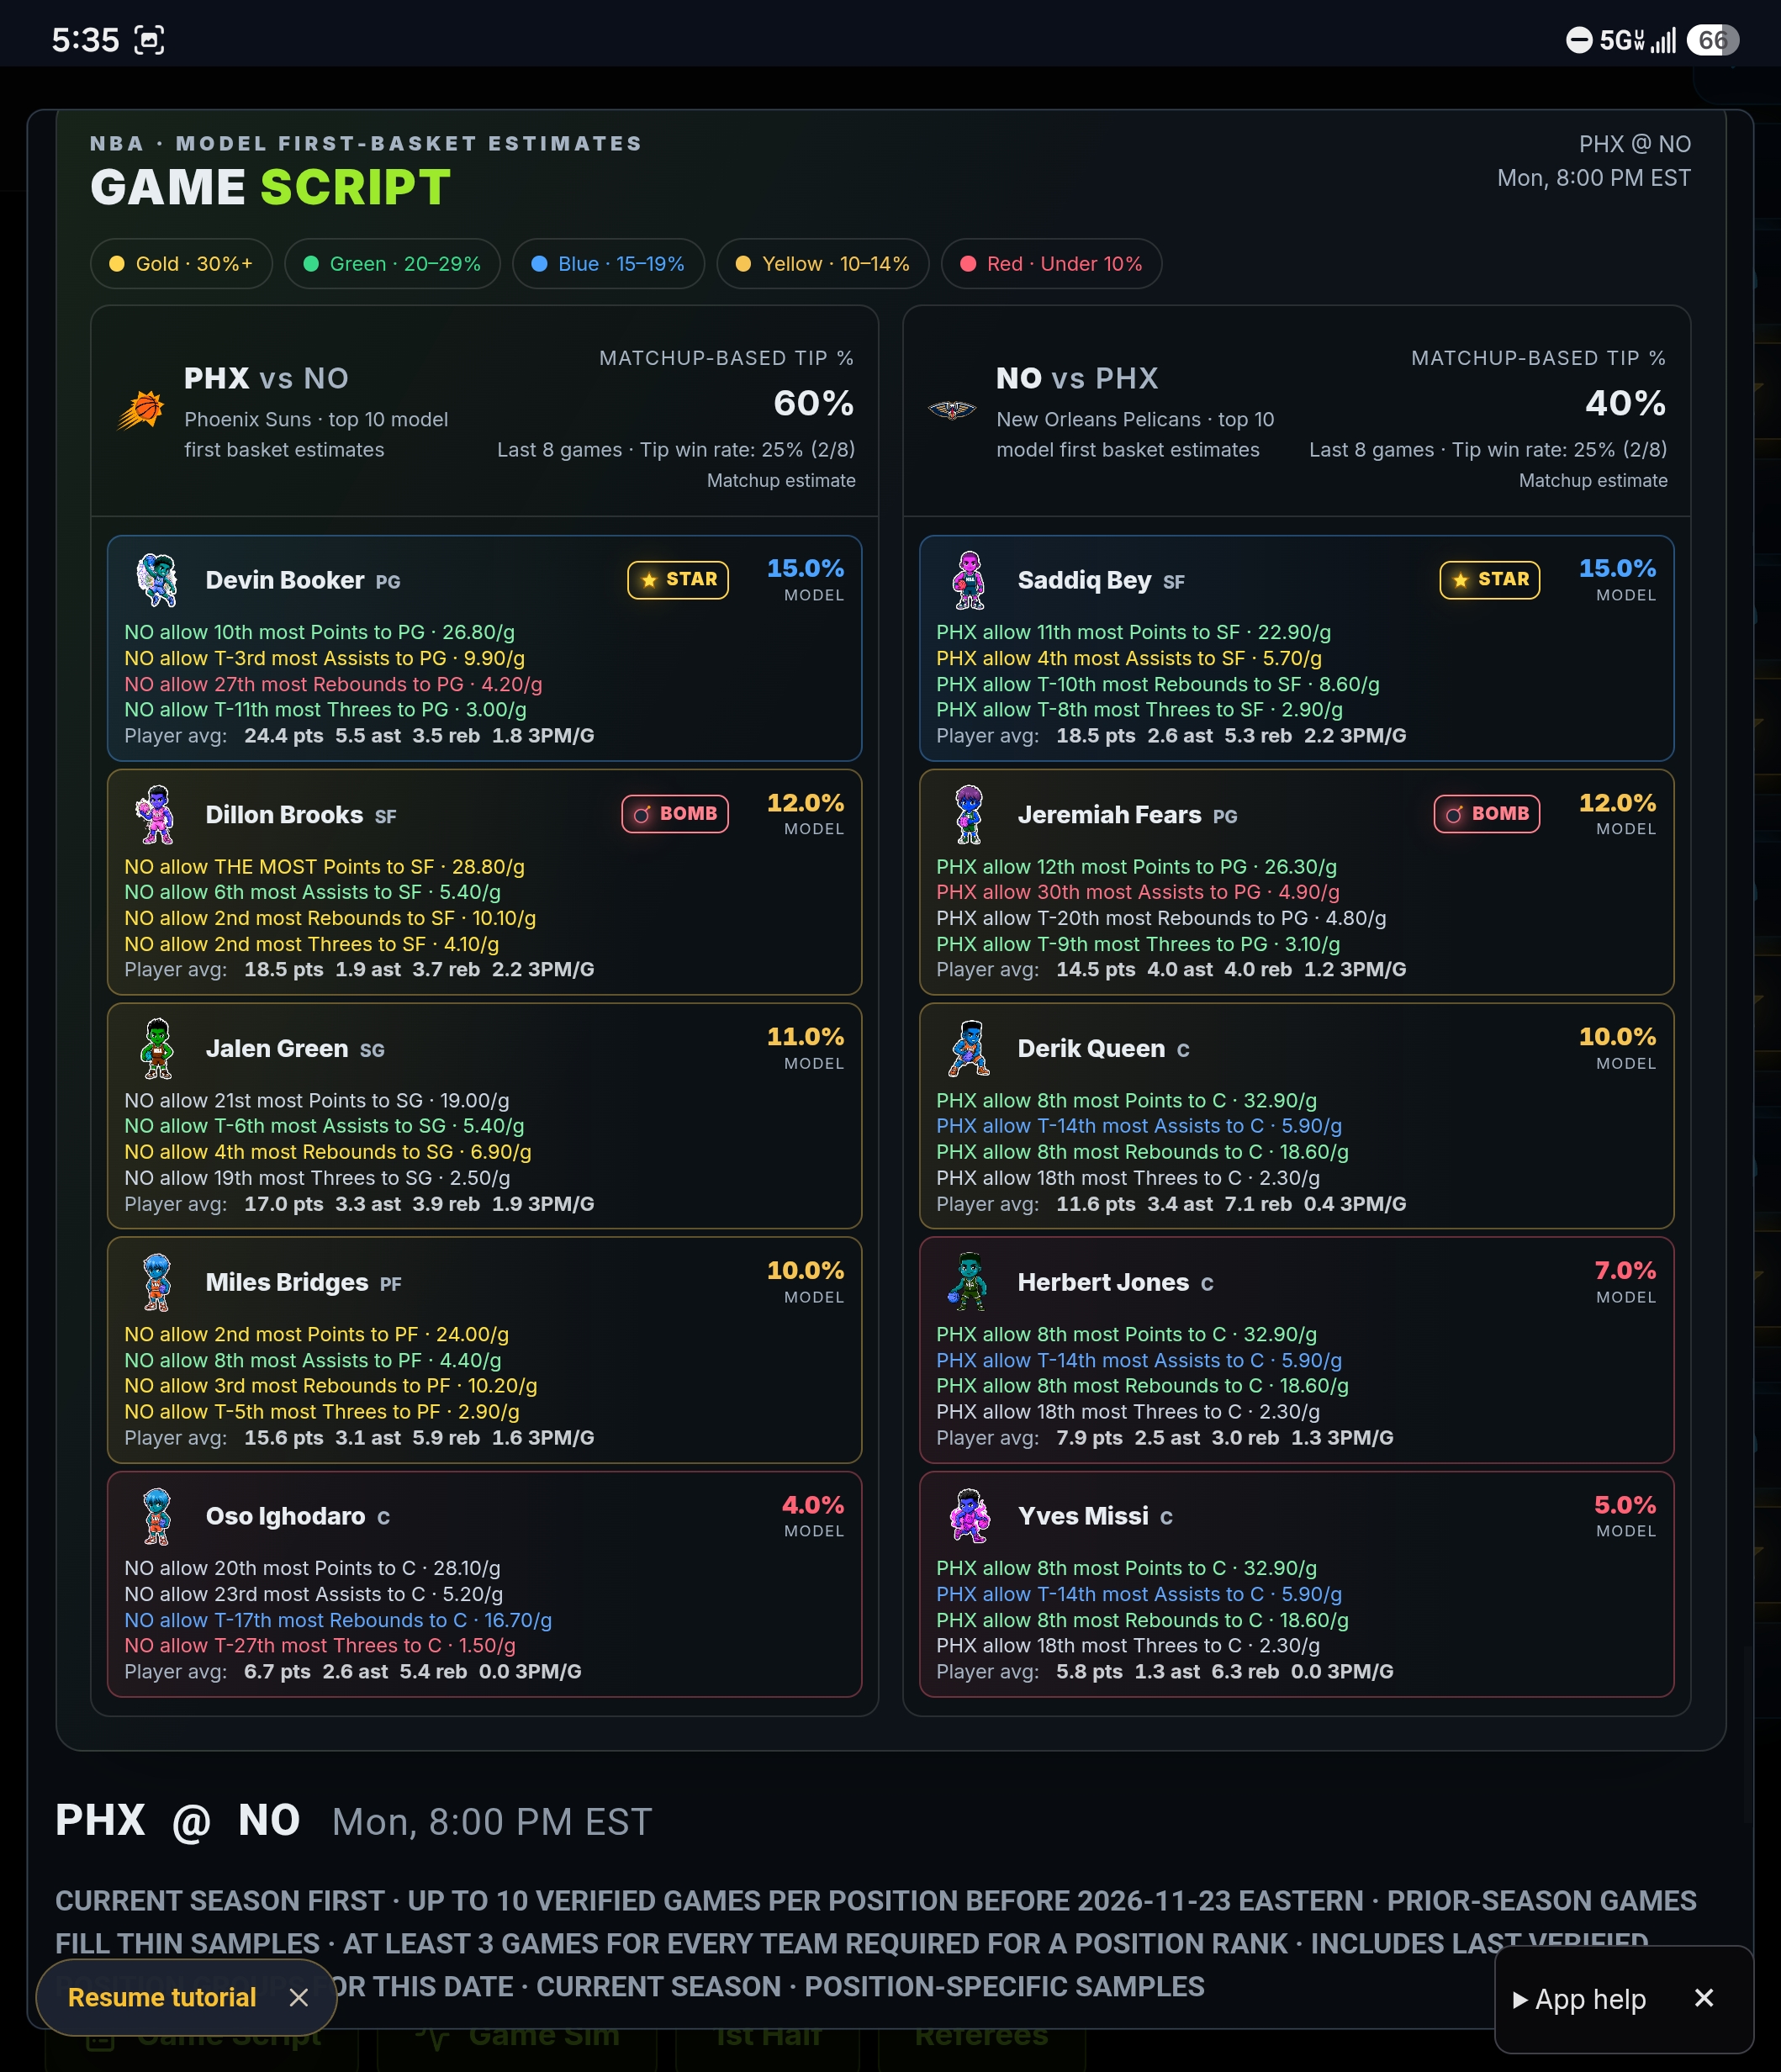 5:35
5G UW
66
NBA · MODEL FIRST-BASKET ESTIMATES
GAME SCRIPT
PHX @ NO
Mon, 8:00 PM EST
Gold · 30%+
Green · 20–29%
Blue · 15–19%
Yellow · 10–14%
Red · Under 10%
PHX vs NO
Phoenix Suns · top 10 model
first basket estimates
MATCHUP-BASED TIP %
60%
Last 8 games · Tip win rate: 25% (2/8)
Matchup estimate
Devin Booker PG
STAR
15.0%
MODEL
NO allow 10th most Points to PG · 26.80/g
NO allow T-3rd most Assists to PG · 9.90/g
NO allow 27th most Rebounds to PG · 4.20/g
NO allow T-11th most Threes to PG · 3.00/g
Player avg: 24.4 pts 5.5 ast 3.5 reb 1.8 3PM/G
Dillon Brooks SF
BOMB
12.0%
MODEL
NO allow THE MOST Points to SF · 28.80/g
NO allow 6th most Assists to SF · 5.40/g
NO allow 2nd most Rebounds to SF · 10.10/g
NO allow 2nd most Threes to SF · 4.10/g
Player avg: 18.5 pts 1.9 ast 3.7 reb 2.2 3PM/G
Jalen Green SG
11.0%
MODEL
NO allow 21st most Points to SG · 19.00/g
NO allow T-6th most Assists to SG · 5.40/g
NO allow 4th most Rebounds to SG · 6.90/g
NO allow 19th most Threes to SG · 2.50/g
Player avg: 17.0 pts 3.3 ast 3.9 reb 1.9 3PM/G
Miles Bridges PF
10.0%
MODEL
NO allow 2nd most Points to PF · 24.00/g
NO allow 8th most Assists to PF · 4.40/g
NO allow 3rd most Rebounds to PF · 10.20/g
NO allow T-5th most Threes to PF · 2.90/g
Player avg: 15.6 pts 3.1 ast 5.9 reb 1.6 3PM/G
Oso Ighodaro C
4.0%
MODEL
NO allow 20th most Points to C · 28.10/g
NO allow 23rd most Assists to C · 5.20/g
NO allow T-17th most Rebounds to C · 16.70/g
NO allow T-27th most Threes to C · 1.50/g
Player avg: 6.7 pts 2.6 ast 5.4 reb 0.0 3PM/G
NO vs PHX
New Orleans Pelicans · top 10
model first basket estimates
MATCHUP-BASED TIP %
40%
Last 8 games · Tip win rate: 25% (2/8)
Matchup estimate
Saddiq Bey SF
STAR
15.0%
MODEL
PHX allow 11th most Points to SF · 22.90/g
PHX allow 4th most Assists to SF · 5.70/g
PHX allow T-10th most Rebounds to SF · 8.60/g
PHX allow T-8th most Threes to SF · 2.90/g
Player avg: 18.5 pts 2.6 ast 5.3 reb 2.2 3PM/G
Jeremiah Fears PG
BOMB
12.0%
MODEL
PHX allow 12th most Points to PG · 26.30/g
PHX allow 30th most Assists to PG · 4.90/g
PHX allow T-20th most Rebounds to PG · 4.80/g
PHX allow T-9th most Threes to PG · 3.10/g
Player avg: 14.5 pts 4.0 ast 4.0 reb 1.2 3PM/G
Derik Queen C
10.0%
MODEL
PHX allow 8th most Points to C · 32.90/g
PHX allow T-14th most Assists to C · 5.90/g
PHX allow 8th most Rebounds to C · 18.60/g
PHX allow 18th most Threes to C · 2.30/g
Player avg: 11.6 pts 3.4 ast 7.1 reb 0.4 3PM/G
Herbert Jones C
7.0%
MODEL
PHX allow 8th most Points to C · 32.90/g
PHX allow T-14th most Assists to C · 5.90/g
PHX allow 8th most Rebounds to C · 18.60/g
PHX allow 18th most Threes to C · 2.30/g
Player avg: 7.9 pts 2.5 ast 3.0 reb 1.3 3PM/G
Yves Missi C
5.0%
MODEL
PHX allow 8th most Points to C · 32.90/g
PHX allow T-14th most Assists to C · 5.90/g
PHX allow 8th most Rebounds to C · 18.60/g
PHX allow 18th most Threes to C · 2.30/g
Player avg: 5.8 pts 1.3 ast 6.3 reb 0.0 3PM/G
PHX @ NO Mon, 8:00 PM EST
CURRENT SEASON FIRST · UP TO 10 VERIFIED GAMES PER POSITION BEFORE 2026-11-23 EASTERN · PRIOR-SEASON GAMES
FILL THIN SAMPLES · AT LEAST 3 GAMES FOR EVERY TEAM REQUIRED FOR A POSITION RANK · INCLUDES LAST VERIFIED
POSITION GROUPS FOR THIS DATE · CURRENT SEASON · POSITION-SPECIFIC SAMPLES
Resume tutorial
App help
Game Script
Game Sim
1st Half
Referees